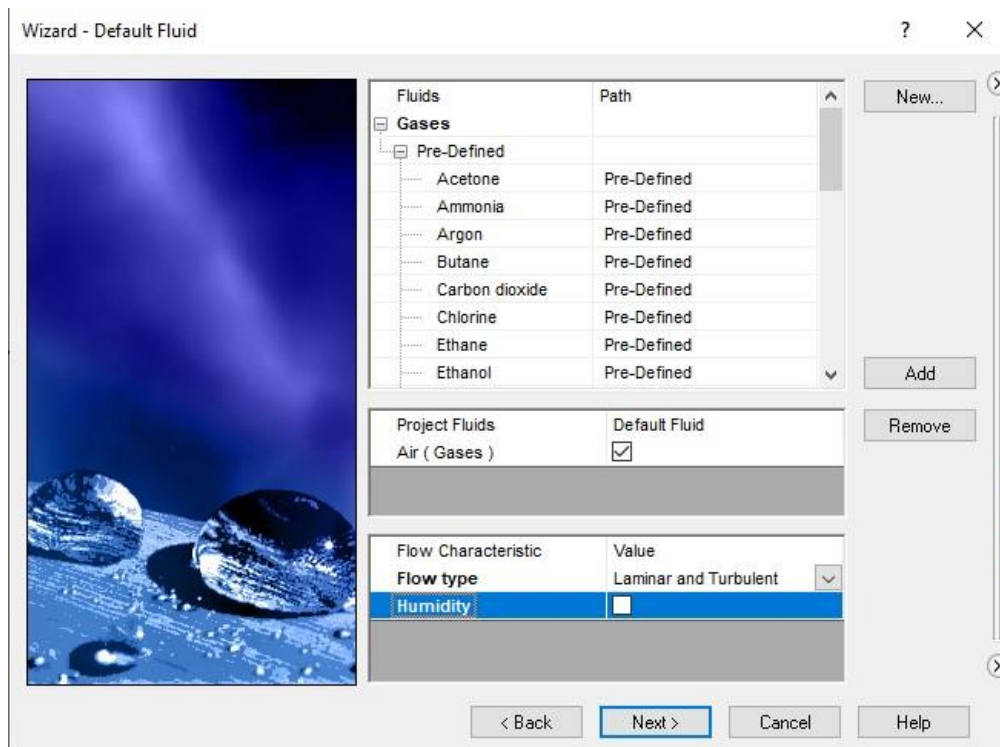 Wizard - Default Fluid ?
Fluids Path
New...
Gases
Pre-Defined
Acetone Pre-Defined
Ammonia Pre-Defined
Argon Pre-Defined
Butane Pre-Defined
Carbon dioxide Pre-Defined
Chlorine Pre-Defined
Ethane Pre-Defined
Ethanol Pre-Defined
Add
Project Fluids Default Fluid
Remove
Air ( Gases )
Flow Characteristic Value
Flow type Laminar and Turbulent
Humidity
< Back Next > Cancel Help